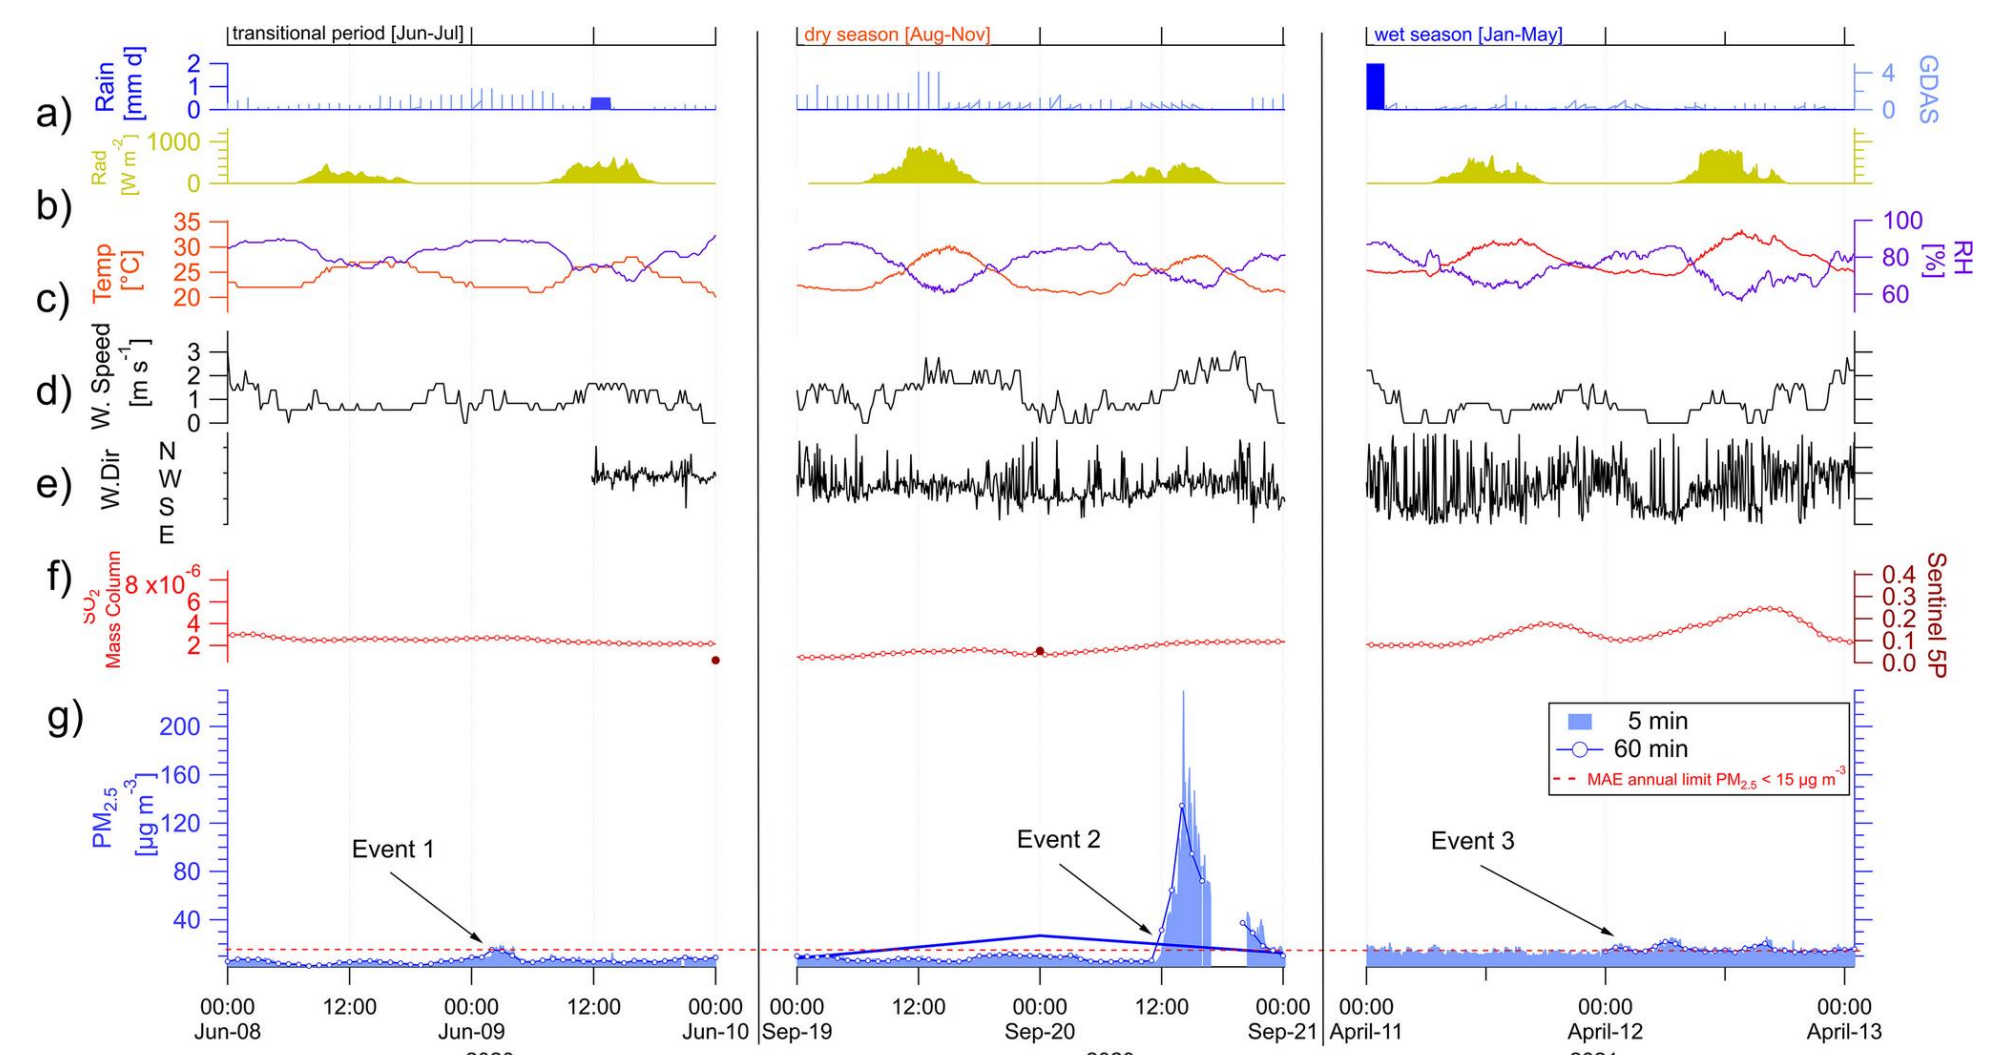 transitional period [Jun-Jul]
dry season [Aug-Nov]
wet season [Jan-May]
a)
Rain
[mm d]
2
1
0
4
0
GDAS
b)
Rad
[W m-2]
1000
0
c)
Temp
[°C]
35
30
25
20
100
80
60
RH
[%]
d)
W. Speed
[m s-1]
3
2
1
0
e)
W.Dir
N
W
S
E
f)
SO2
Mass Column
8 x10-6
6
4
2
0.4
0.3
0.2
0.1
0.0
Sentinel 5P
g)
PM2.5
[µg m-3]
200
160
120
80
40
Event 1
Event 2
Event 3
5 min
60 min
MAE annual limit PM2.5 < 15 µg m-3
00:00 12:00 00:00 12:00 00:00 00:00 12:00 00:00 12:00 00:00 00:00 00:00 00:00
Jun-08 Jun-09 Jun-10 Sep-19 Sep-20 Sep-21 April-11 April-12 April-13